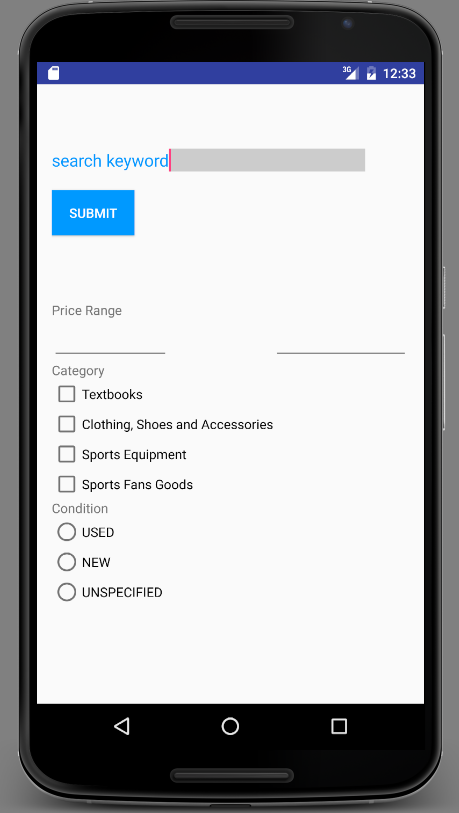 3G 12:33
search keyword
SUBMIT
Price Range
Category
Textbooks
Clothing, Shoes and Accessories
Sports Equipment
Sports Fans Goods
Condition
USED
NEW
UNSPECIFIED